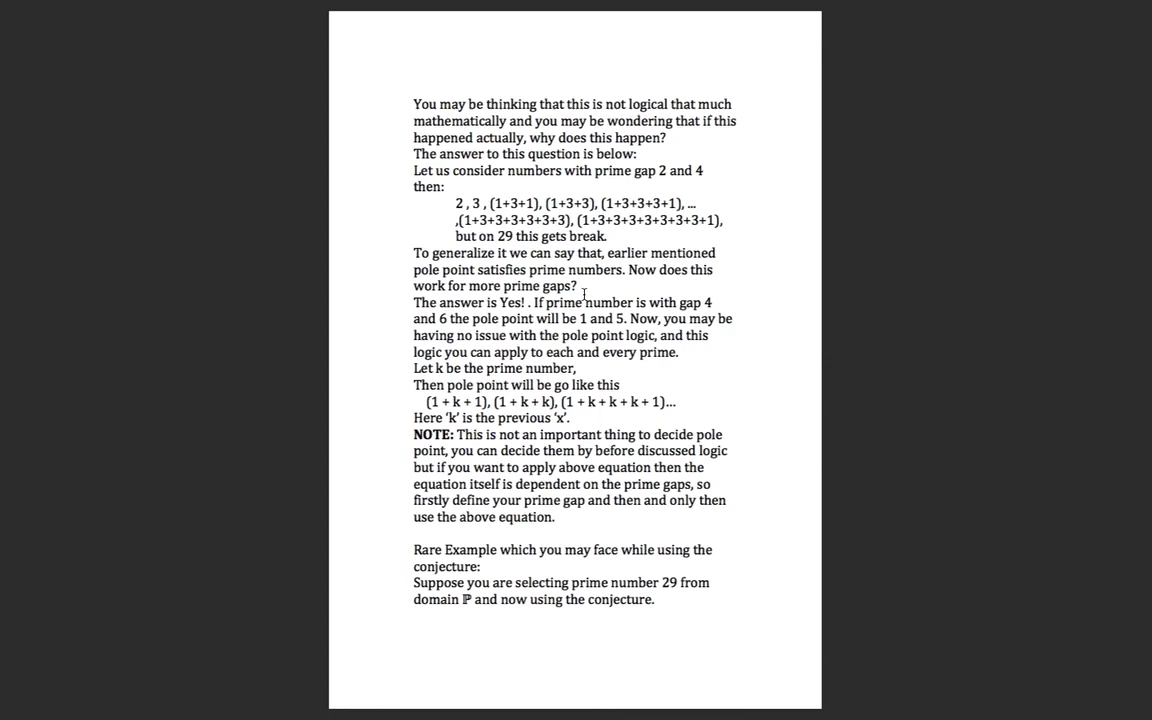 You may be thinking that this is not logical that much
mathematically and you may be wondering that if this
happened actually, why does this happen?
The answer to this question is below:
Let us consider numbers with prime gap 2 and 4
then:
2 , 3 , (1+3+1), (1+3+3), (1+3+3+3+1), ...
,(1+3+3+3+3+3+3), (1+3+3+3+3+3+3+3+1),
but on 29 this gets break.
To generalize it we can say that, earlier mentioned
pole point satisfies prime numbers. Now does this
work for more prime gaps?
The answer is Yes! . If prime number is with gap 4
and 6 the pole point will be 1 and 5. Now, you may be
having no issue with the pole point logic, and this
logic you can apply to each and every prime.
Let k be the prime number,
Then pole point will be go like this
(1 + k + 1), (1 + k + k), (1 + k + k + k + 1)...
Here ‘k’ is the previous ‘x’.
NOTE: This is not an important thing to decide pole
point, you can decide them by before discussed logic
but if you want to apply above equation then the
equation itself is dependent on the prime gaps, so
firstly define your prime gap and then and only then
use the above equation.
Rare Example which you may face while using the
conjecture:
Suppose you are selecting prime number 29 from
domain ℙ and now using the conjecture.